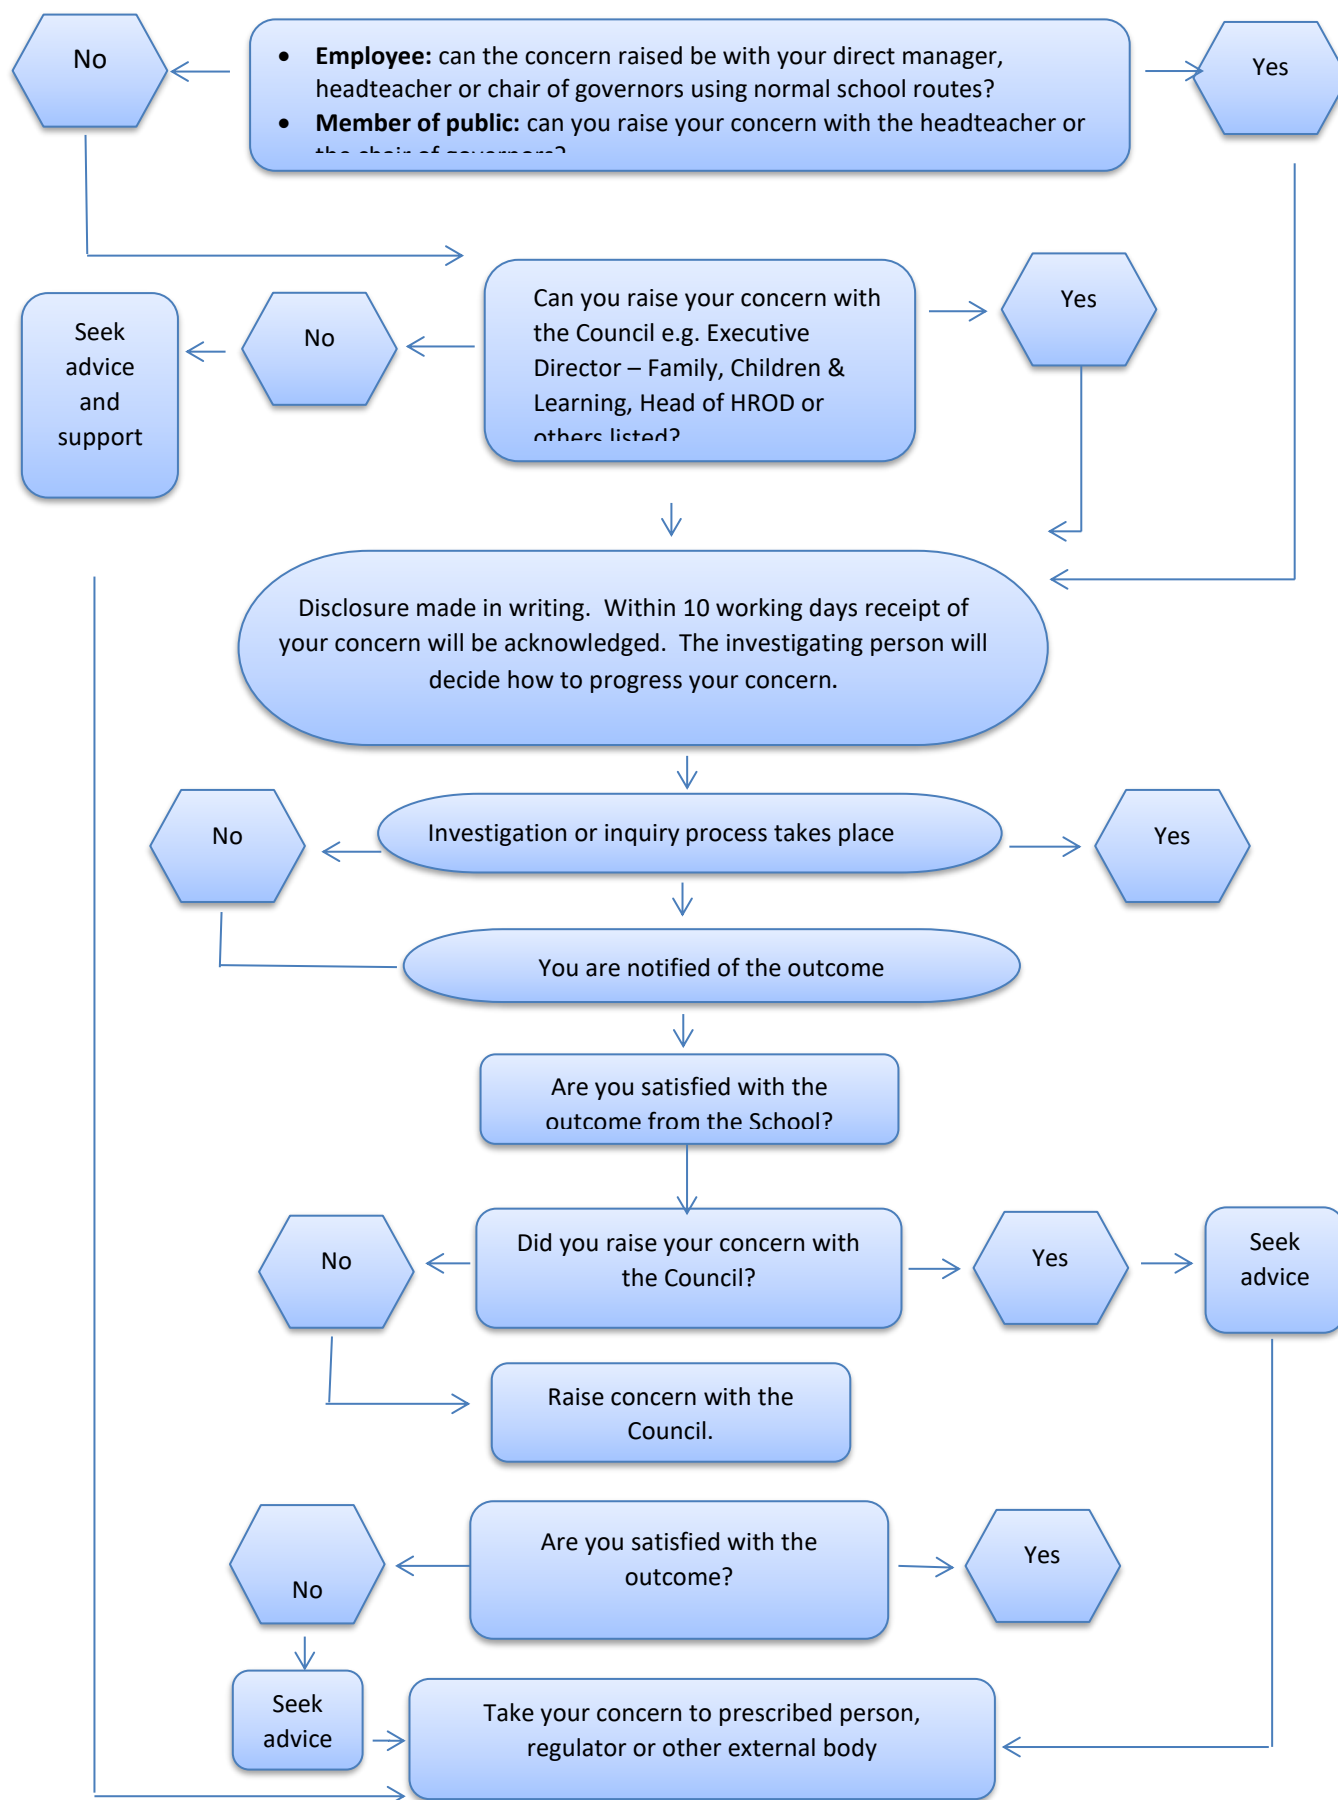 No
• Employee: can the concern raised be with your direct manager,
headteacher or chair of governors using normal school routes?
• Member of public: can you raise your concern with the headteacher or
the chair of governors?
Yes
Can you raise your concern with
the Council e.g. Executive
Director – Family, Children &
Learning, Head of HROD or
others listed?
Yes
No
Seek
advice
and
support
Disclosure made in writing.  Within 10 working days receipt of
your concern will be acknowledged.  The investigating person will
decide how to progress your concern.
No
Investigation or inquiry process takes place
Yes
You are notified of the outcome
Are you satisfied with the
outcome from the School?
No
Did you raise your concern with
the Council?
Yes
Seek
advice
Raise concern with the
Council.
No
Are you satisfied with the
outcome?
Yes
Seek
advice
Take your concern to prescribed person,
regulator or other external body